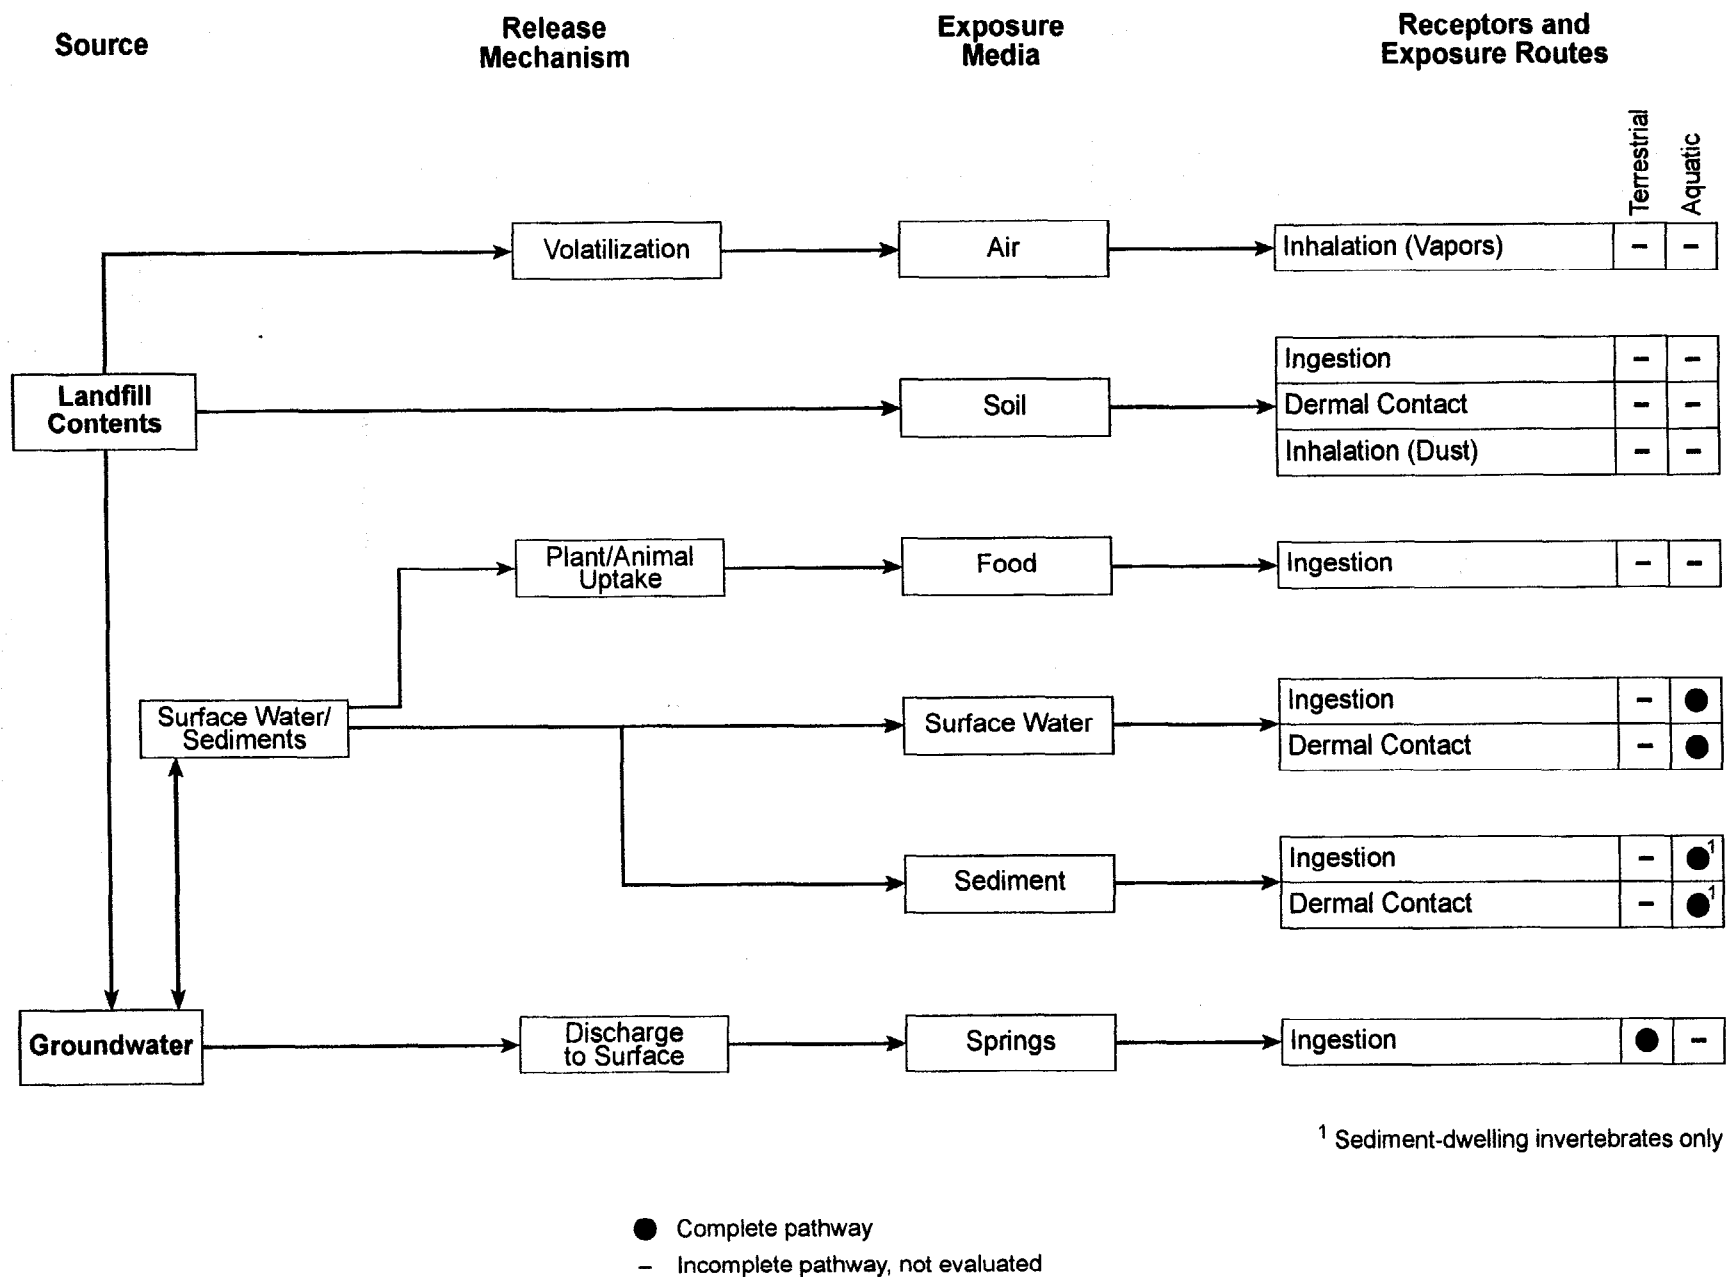 Source
Release
Mechanism
Exposure
Media
Receptors and
Exposure Routes
Terrestrial
Aquatic
Volatilization
Air
Inhalation (Vapors)
–
–
Landfill
Contents
Soil
Ingestion
–
–
Dermal Contact
–
–
Inhalation (Dust)
–
–
Plant/Animal
Uptake
Food
Ingestion
–
–
Surface Water/
Sediments
Surface Water
Ingestion
–
●
Dermal Contact
–
●
Sediment
Ingestion
–
●1
Dermal Contact
–
●1
Groundwater
Discharge
to Surface
Springs
Ingestion
●
–
1 Sediment-dwelling invertebrates only
● Complete pathway
– Incomplete pathway, not evaluated